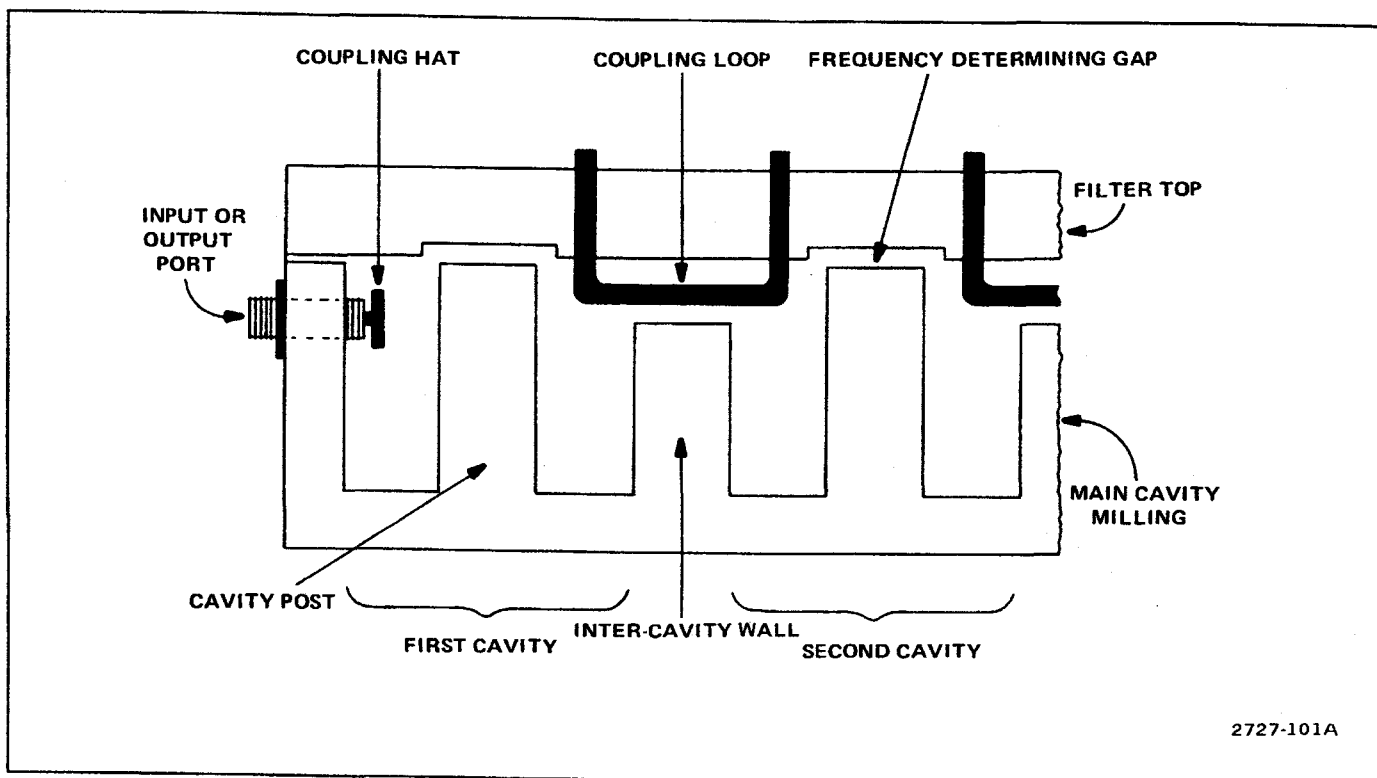 COUPLING HAT
COUPLING LOOP
FREQUENCY DETERMINING GAP
FILTER TOP
INPUT OR
OUTPUT
PORT
MAIN CAVITY
MILLING
CAVITY POST
FIRST CAVITY
INTER-CAVITY WALL
SECOND CAVITY
2727-101A